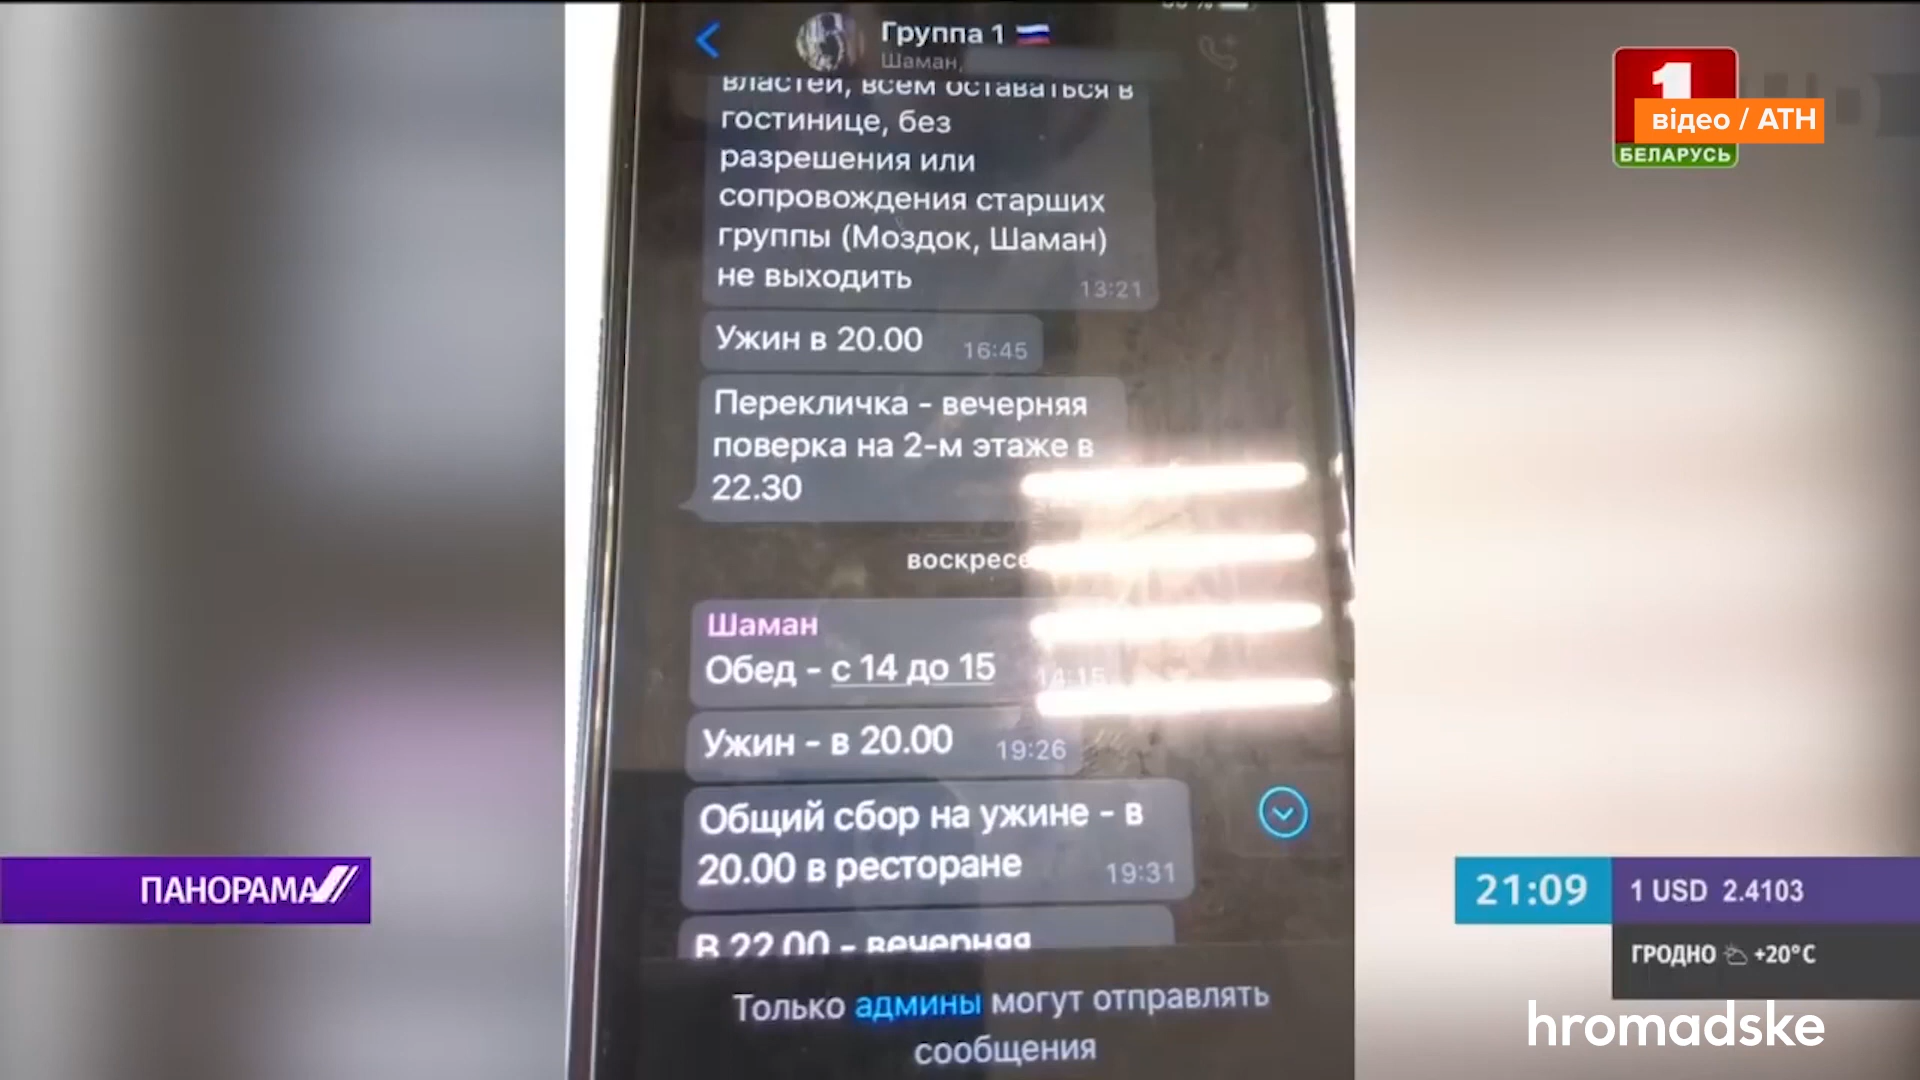 Группа 1
Шаман,
властей, всем оставаться в
гостинице, без
разрешения или
сопровождения старших
группы (Моздок, Шаман)
не выходить
13:21
Ужин в 20.00
16:45
Перекличка - вечерняя
поверка на 2-м этаже в
22.30
Шаман
Обед - с 14 до 15
14:15
Ужин - в 20.00
19:26
Общий сбор на ужине - в
20.00 в ресторане
19:31
В 22.00 - вечерняя
Только админы могут отправлять
сообщения
1
відео / АТН
БЕЛАРУСЬ
ПАНОРАМА
21:09
1 USD 2.4103
ГРОДНО +20°C
hromadske